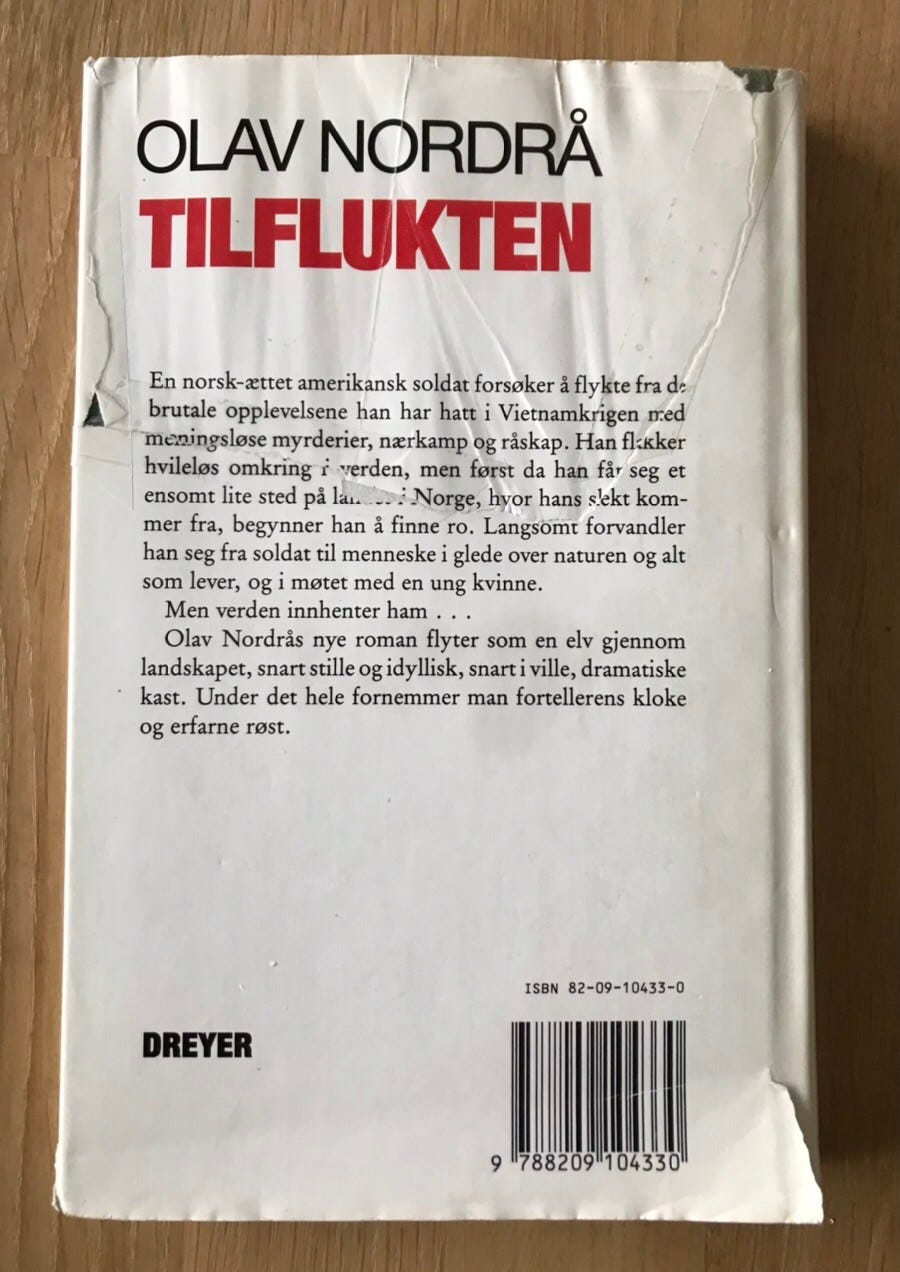 OLAV NORDRÅ
TILFLUKTEN
En norsk-ættet amerikansk soldat forsøker å flykte fra de
brutale opplevelsene han har hatt i Vietnamkrigen med
meningsløse myrderier, nærkamp og råskap. Han flakker
hvileløs omkring i verden, men først da han får seg et
ensomt lite sted på i Norge, hvor hans slekt kom-
mer fra, begynner han å finne ro. Langsomt forvandler
han seg fra soldat til menneske i glede over naturen og alt
som lever, og i møtet med en ung kvinne.
Men verden innhenter ham . . .
Olav Nordrås nye roman flyter som en elv gjennom
landskapet, snart stille og idyllisk, snart i ville, dramatiske
kast. Under det hele fornemmer man fortellerens kloke
og erfarne røst.
ISBN 82-09-10433-0
DREYER
9 788209 104330